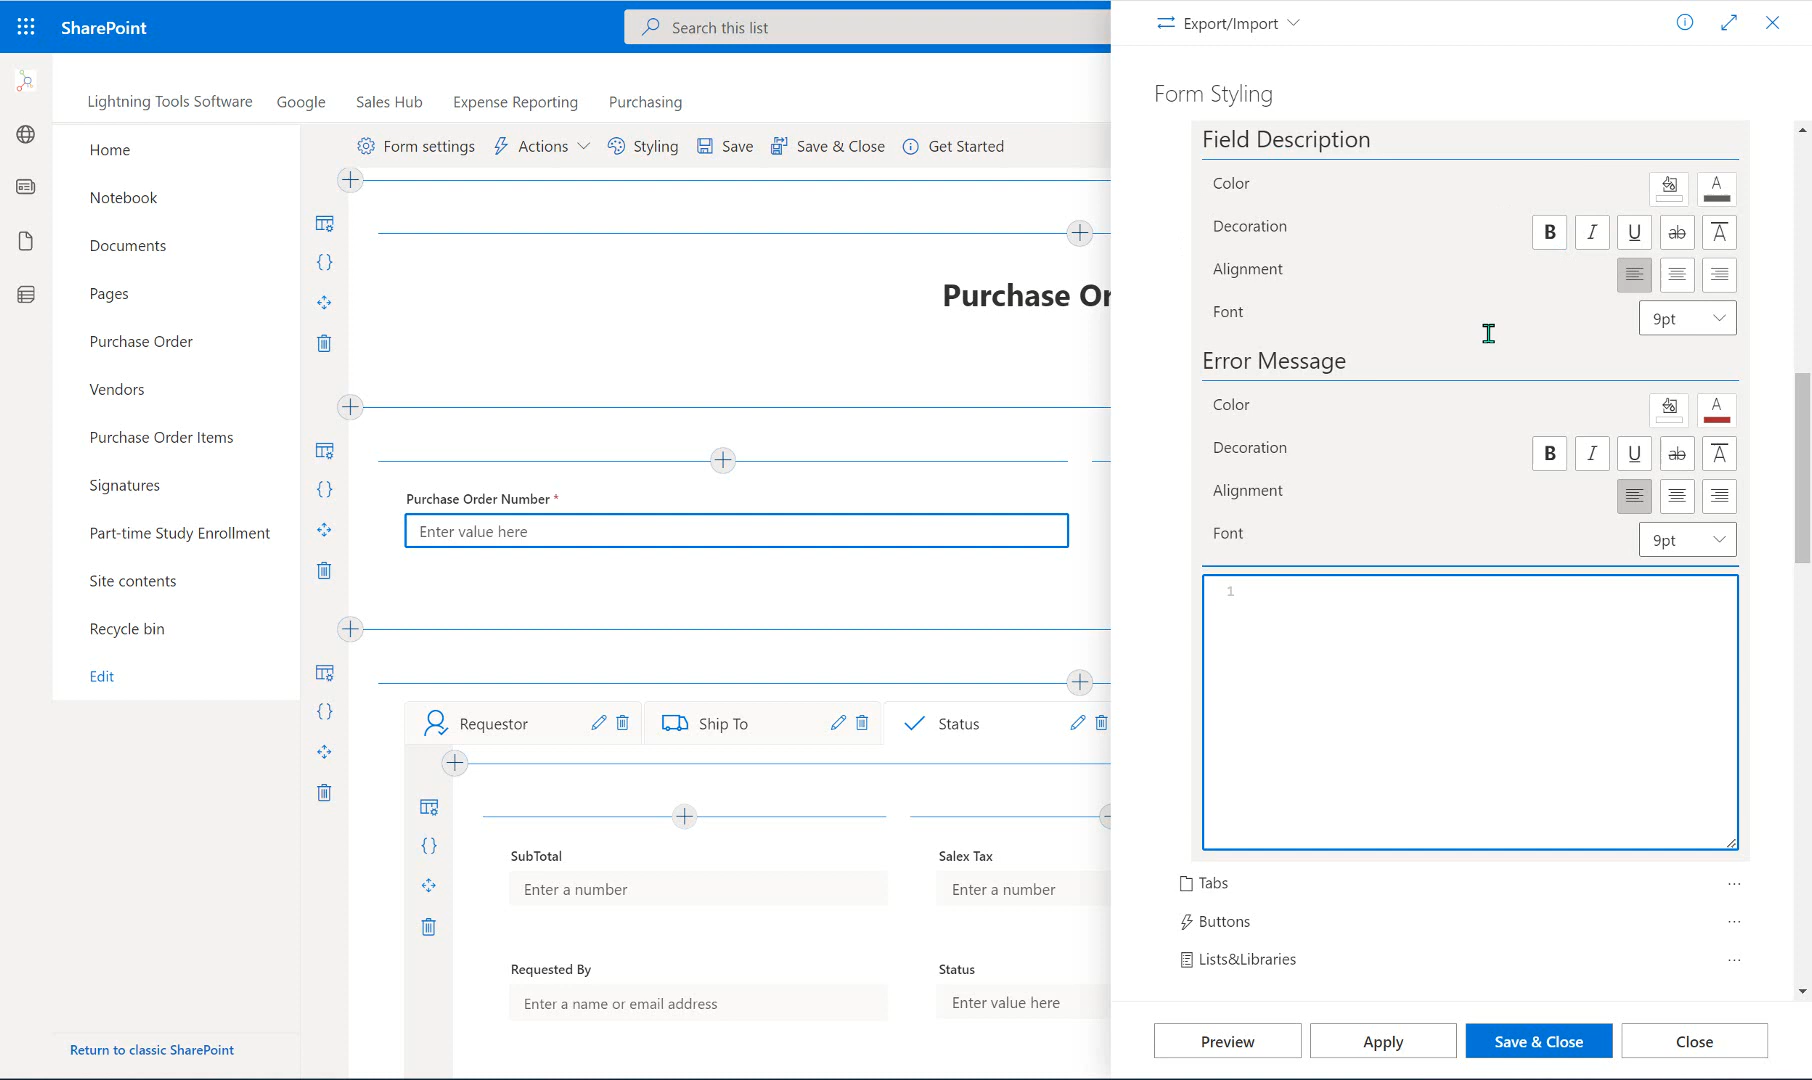 SharePoint
Search this list
Export/Import
Lightning Tools Software
Google
Sales Hub
Expense Reporting
Purchasing
Home
Notebook
Documents
Pages
Purchase Order
Vendors
Purchase Order Items
Signatures
Part-time Study Enrollment
Site contents
Recycle bin
Edit
Return to classic SharePoint
Form settings
Actions
Styling
Save
Save & Close
Get Started
Purchase Or
Purchase Order Number *
Enter value here
Requestor
Ship To
Status
SubTotal
Enter a number
Salex Tax
Enter a number
Requested By
Enter a name or email address
Status
Enter value here
Form Styling
Field Description
Color
A
Decoration
B I U ab A
Alignment
Font
9pt
Error Message
Color
A
Decoration
B I U ab A
Alignment
Font
9pt
1
Tabs
...
Buttons
...
Lists&Libraries
...
Preview
Apply
Save & Close
Close